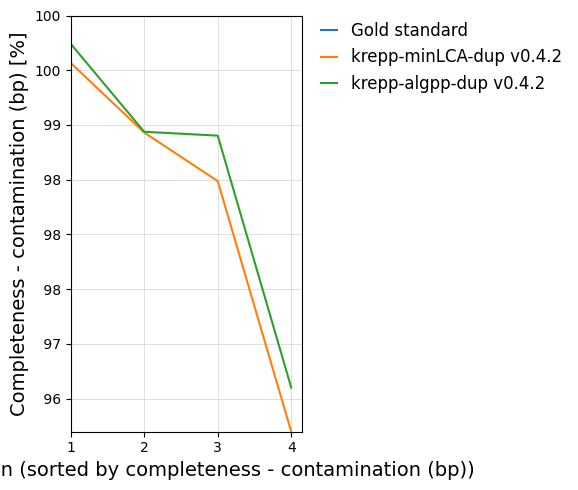 Completeness - contamination (bp) [%]
100
100
99
98
98
98
97
96
1 2 3 4
n (sorted by completeness - contamination (bp))
Gold standard
krepp-minLCA-dup v0.4.2
krepp-algpp-dup v0.4.2